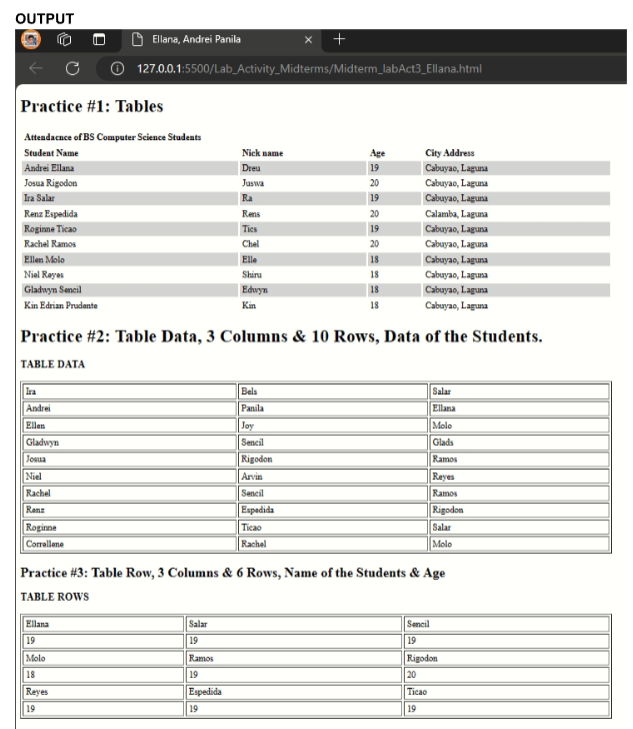 OUTPUT
Ellana, Andrei Panila
127.0.0.1:5500/Lab_Activity_Midterms/Midterm_labAct3_Ellana.html
Practice #1: Tables
Attendacnce of BS Computer Science Students
Student Name Nick name Age City Address
Andrei Ellana Dreu 19 Cabuyao, Laguna
Josua Rigodon Juswa 20 Cabuyao, Laguna
Ira Salar Ra 19 Cabuyao, Laguna
Renz Espedida Rens 20 Calamba, Laguna
Roginne Ticao Tics 19 Cabuyao, Laguna
Rachel Ramos Chel 20 Cabuyao, Laguna
Ellen Molo Elle 18 Cabuyao, Laguna
Niel Reyes Shiru 18 Cabuyao, Laguna
Gladwyn Sencil Edwyn 18 Cabuyao, Laguna
Kin Edrian Prudente Kin 18 Cabuyao, Laguna
Practice #2: Table Data, 3 Columns & 10 Rows, Data of the Students.
TABLE DATA
Ira Bels Salar
Andrei Panila Ellana
Ellen Joy Molo
Gladwyn Sencil Glads
Josua Rigodon Ramos
Niel Arvin Reyes
Rachel Sencil Ramos
Renz Espedida Rigodon
Roginne Ticao Salar
Correllene Rachel Molo
Practice #3: Table Row, 3 Columns & 6 Rows, Name of the Students & Age
TABLE ROWS
Ellana Salar Sencil
19 19 19
Molo Ramos Rigodon
18 19 20
Reyes Espedida Ticao
19 19 19